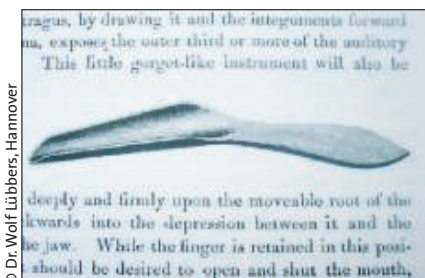 tragus, by drawing it and the integuments forward
expose the outer third or more of the auditory
This little gorget-like instrument will also be
deeply and firmly upon the moveable root of the
ckwards into the depression between it and the
he jaw. While the finger is retained in this posi-
should be desired to open and shut the mouth,
© Dr. Wolf Lübbers, Hannover